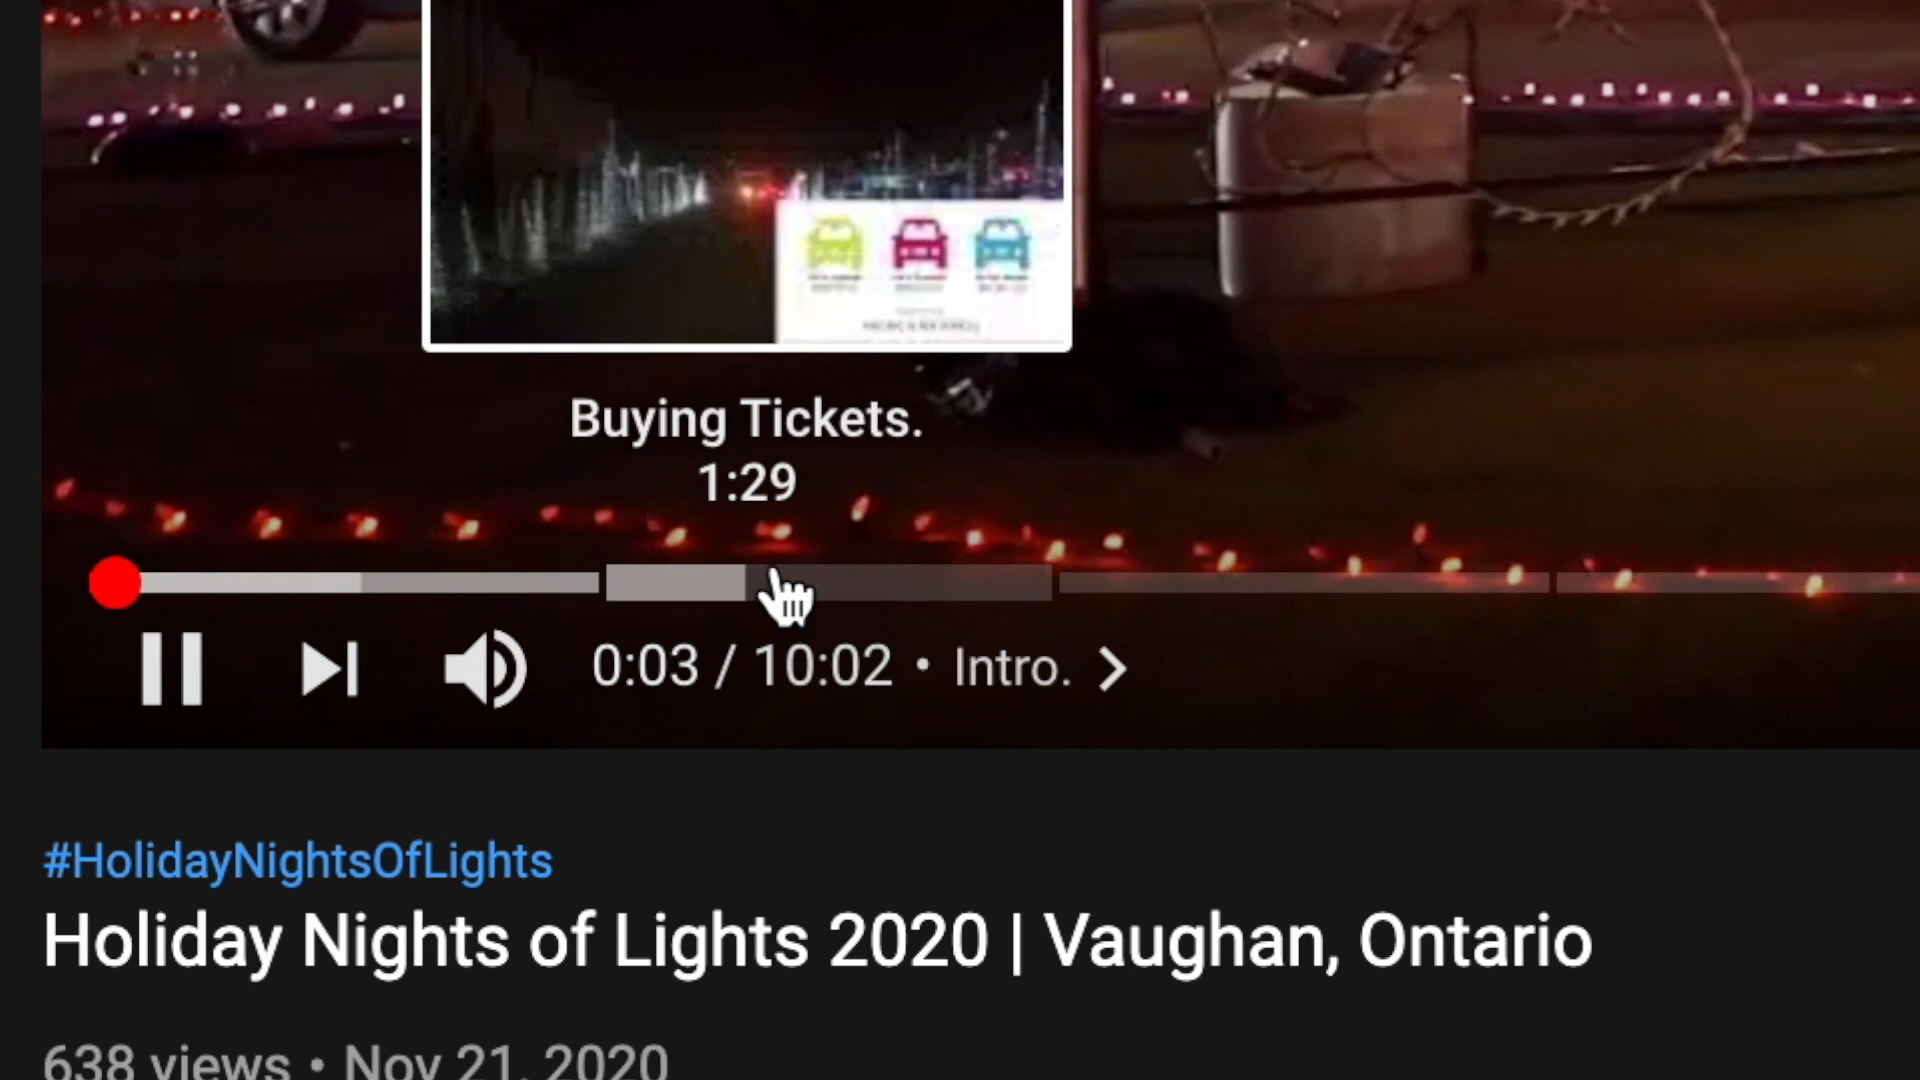 Buying Tickets.
1:29
0:03 / 10:02 • Intro.
#HolidayNightsOfLights
Holiday Nights of Lights 2020 | Vaughan, Ontario
638 views • Nov 21, 2020